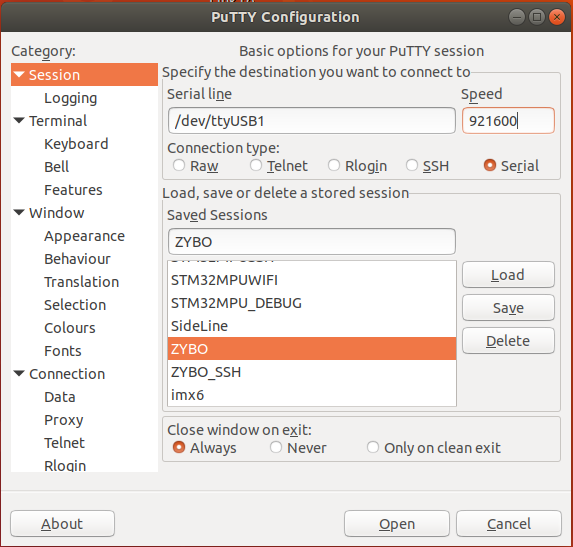 PuTTY Configuration
Category:
Session
Logging
Terminal
Keyboard
Bell
Features
Window
Appearance
Behaviour
Translation
Selection
Colours
Fonts
Connection
Data
Proxy
Telnet
Rlogin
Basic options for your PuTTY session
Specify the destination you want to connect to
Serial line Speed
/dev/ttyUSB1 921600
Connection type:
Raw Telnet Rlogin SSH Serial
Load, save or delete a stored session
Saved Sessions
ZYBO
STM32MPUWIFI
STM32MPU_DEBUG
SideLine
ZYBO
ZYBO_SSH
imx6
Load
Save
Delete
Close window on exit:
Always Never Only on clean exit
About Open Cancel